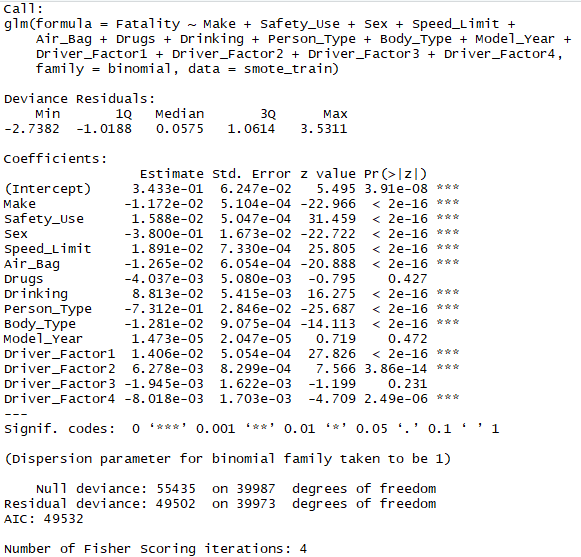 Call:
glm(formula = Fatality ~ Make + Safety_Use + Sex + Speed_Limit +
    Air_Bag + Drugs + Drinking + Person_Type + Body_Type + Model_Year +
    Driver_Factor1 + Driver_Factor2 + Driver_Factor3 + Driver_Factor4,
    family = binomial, data = smote_train)

Deviance Residuals:
    Min       1Q   Median       3Q      Max
-2.7382  -1.0188   0.0575   1.0614   3.5311

Coefficients:
                 Estimate Std. Error z value Pr(>|z|)
(Intercept)     3.433e-01  6.247e-02   5.495 3.91e-08 ***
Make           -1.172e-02  5.104e-04 -22.966  < 2e-16 ***
Safety_Use      1.588e-02  5.047e-04  31.459  < 2e-16 ***
Sex            -3.800e-01  1.673e-02 -22.722  < 2e-16 ***
Speed_Limit     1.891e-02  7.330e-04  25.805  < 2e-16 ***
Air_Bag        -1.265e-02  6.054e-04 -20.888  < 2e-16 ***
Drugs          -4.037e-03  5.080e-03  -0.795    0.427
Drinking        8.813e-02  5.415e-03  16.275  < 2e-16 ***
Person_Type    -7.312e-01  2.846e-02 -25.687  < 2e-16 ***
Body_Type      -1.281e-02  9.075e-04 -14.113  < 2e-16 ***
Model_Year      1.473e-05  2.047e-05   0.719    0.472
Driver_Factor1  1.406e-02  5.054e-04  27.826  < 2e-16 ***
Driver_Factor2  6.278e-03  8.299e-04   7.566 3.86e-14 ***
Driver_Factor3 -1.945e-03  1.622e-03  -1.199    0.231
Driver_Factor4 -8.018e-03  1.703e-03  -4.709 2.49e-06 ***
---
Signif. codes:  0 ‘***’ 0.001 ‘**’ 0.01 ‘*’ 0.05 ‘.’ 0.1 ‘ ’ 1

(Dispersion parameter for binomial family taken to be 1)

    Null deviance: 55435  on 39987  degrees of freedom
Residual deviance: 49502  on 39973  degrees of freedom
AIC: 49532

Number of Fisher Scoring iterations: 4